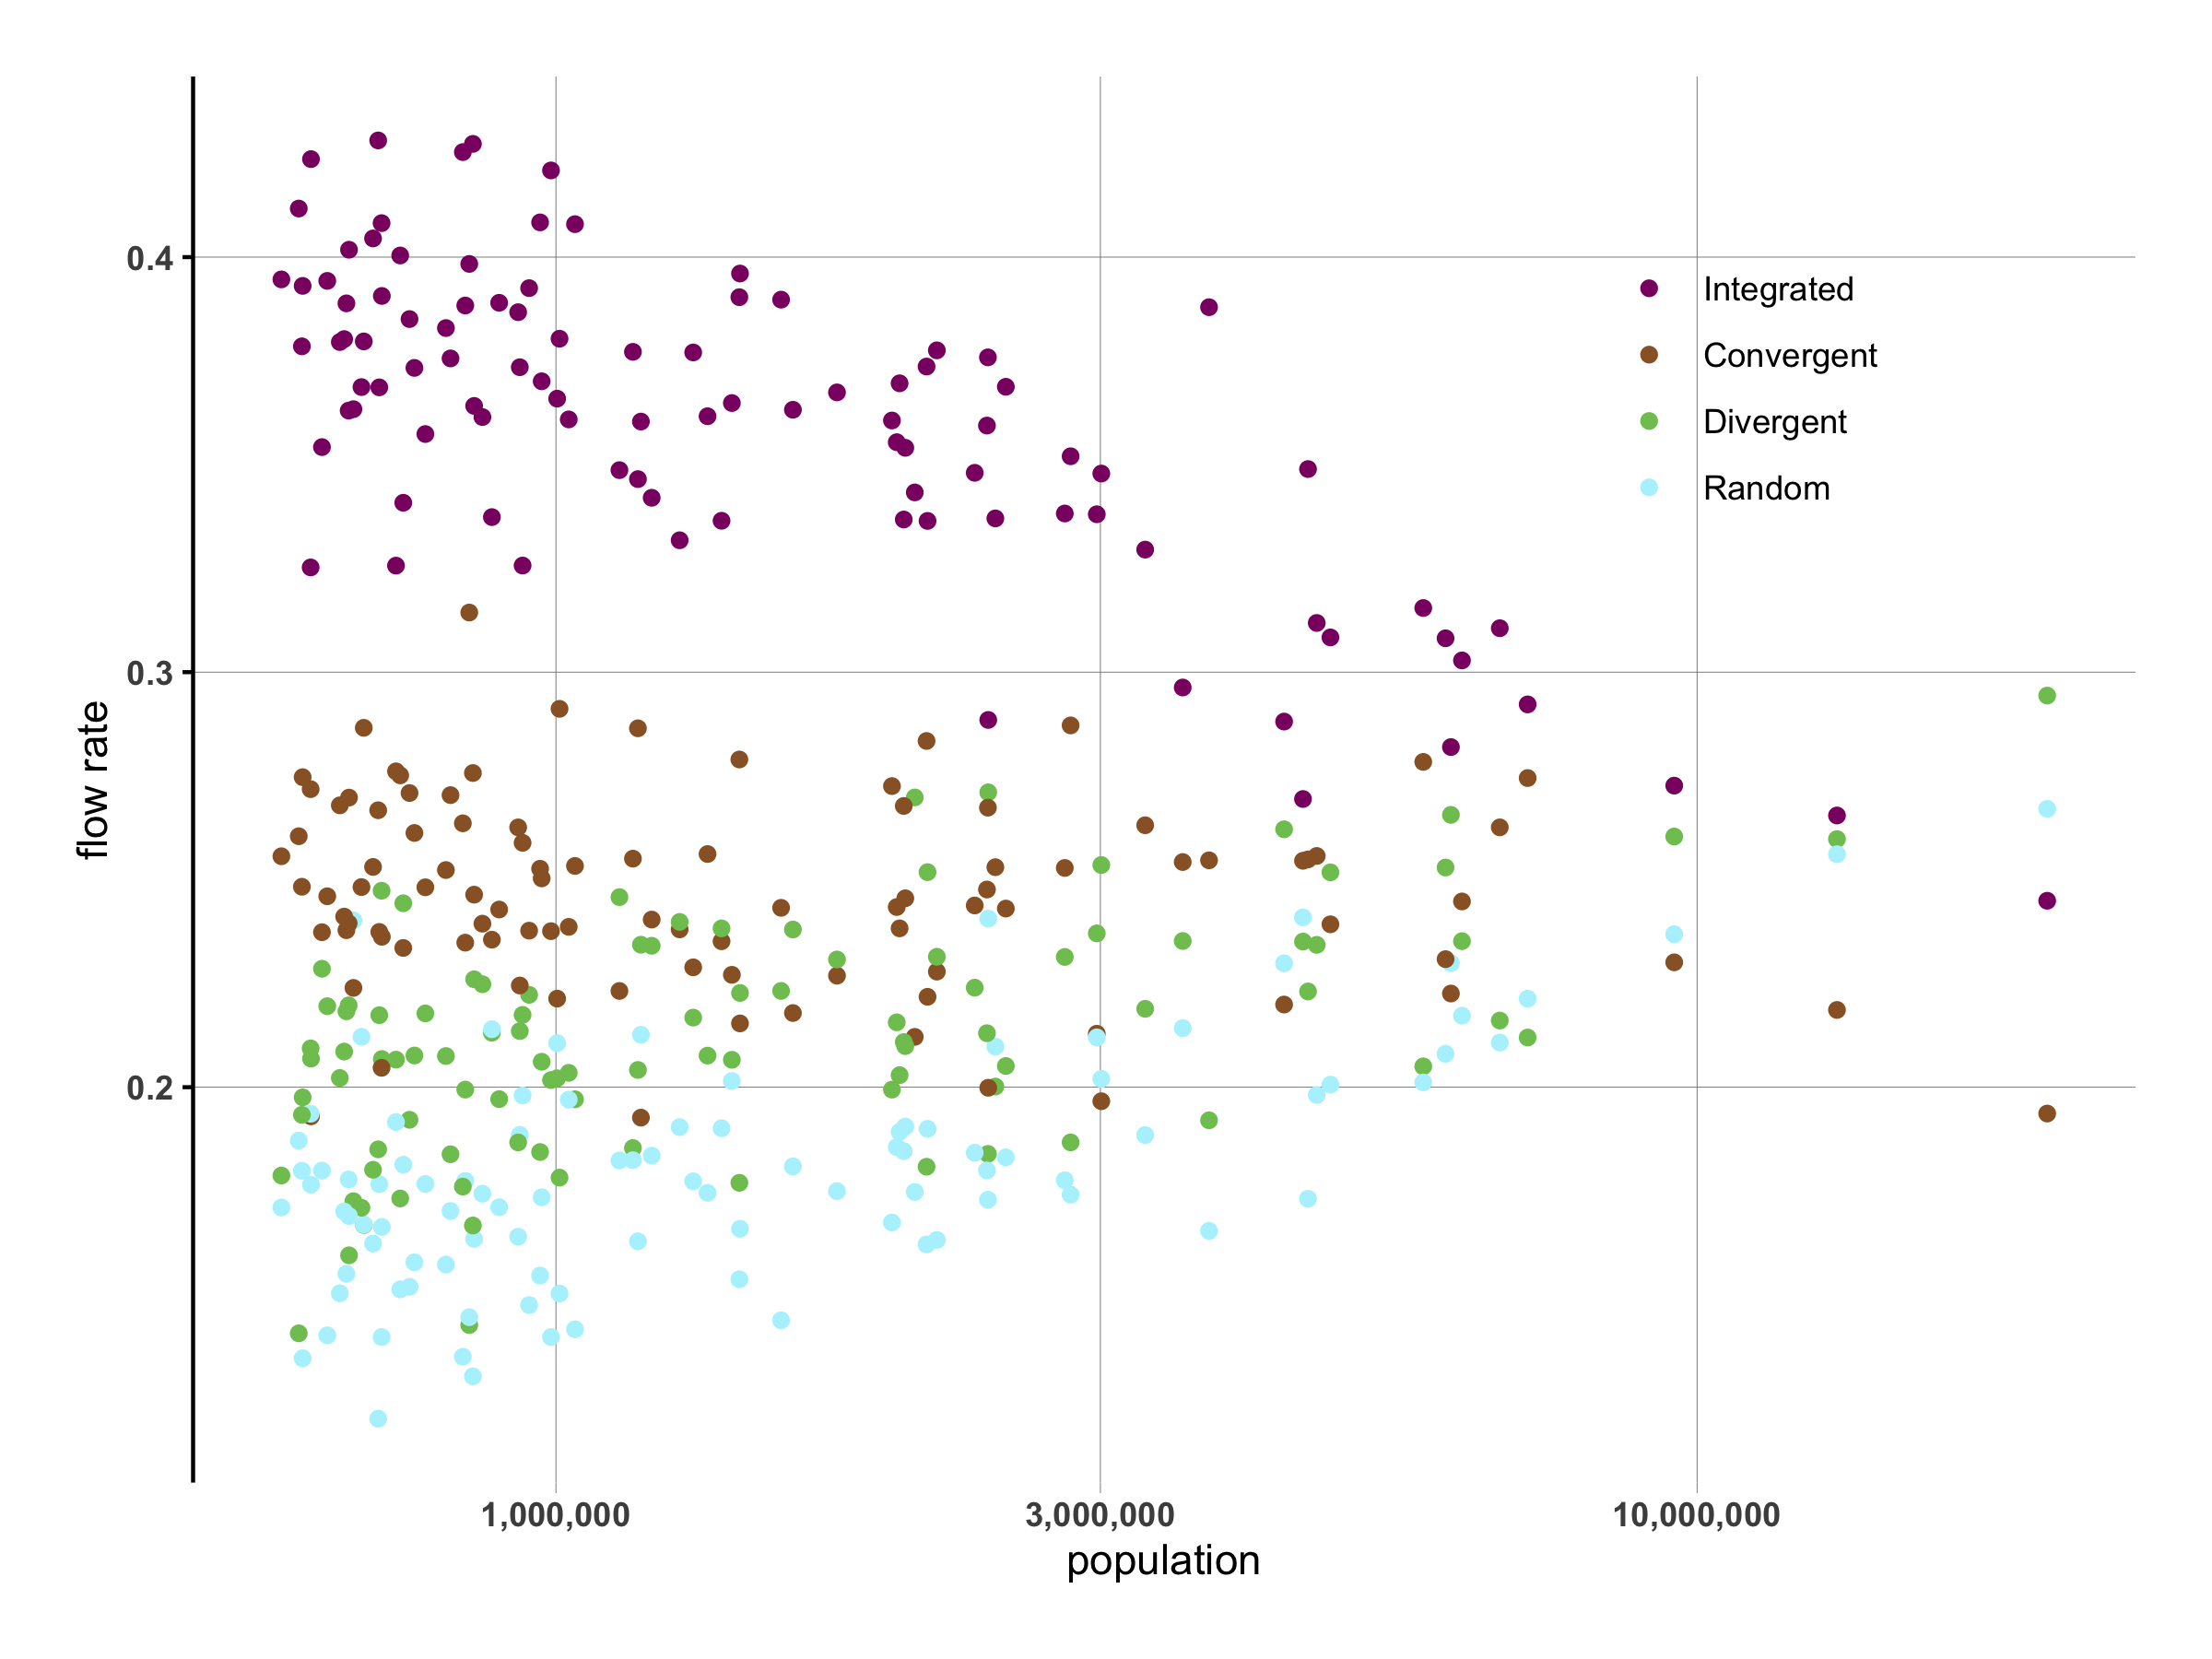 0.4
0.3
0.2
flow rate
Integrated
Convergent
Divergent
Random
1,000,000
3,000,000
10,000,000
population